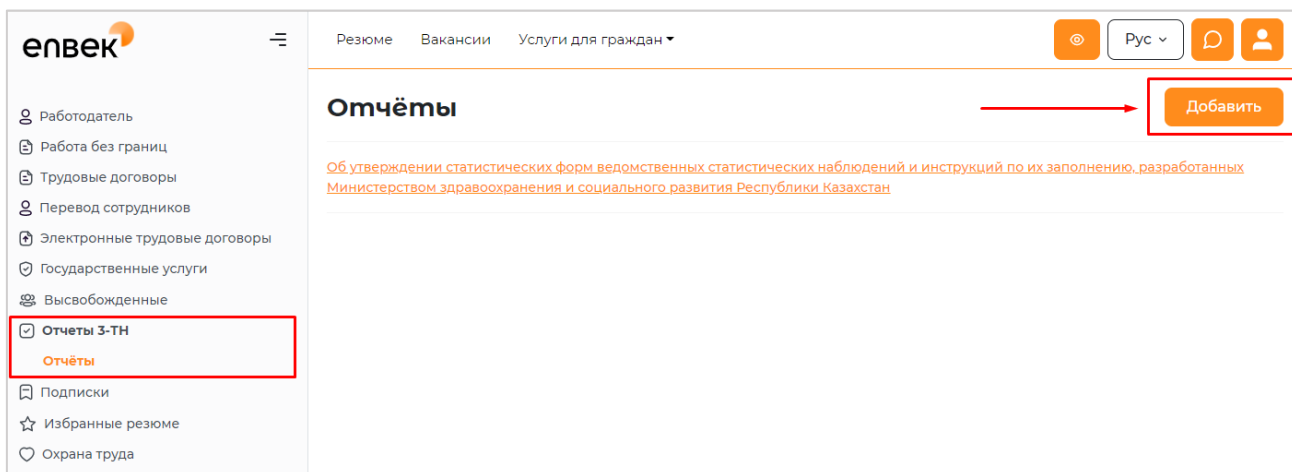 enbek
Резюме Вакансии Услуги для граждан
Рус
Отчёты
Добавить
Об утверждении статистических форм ведомственных статистических наблюдений и инструкций по их заполнению, разработанных
Министерством здравоохранения и социального развития Республики Казахстан
Работодатель
Работа без границ
Трудовые договоры
Перевод сотрудников
Электронные трудовые договоры
Государственные услуги
Высвобожденные
Отчеты 3-ТН
Отчёты
Подписки
Избранные резюме
Охрана труда